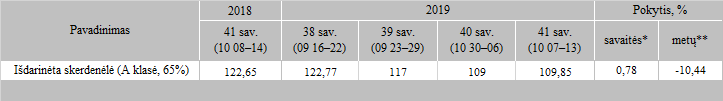 Pavadinimas 2018 2019 Pokytis, %
41 sav. (10 08–14) 38 sav. (09 16–22) 39 sav. (09 23–29) 40 sav. (10 30–06) 41 sav. (10 07–13) savaitės* metų**
Išdarinėta skerdenėlė (A klasė, 65%) 122,65 122,77 117 109 109,85 0,78 -10,44